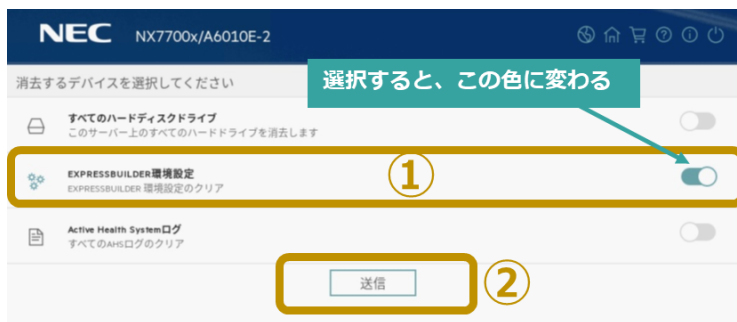 NEC NX7700x/A6010E-2
消去するデバイスを選択してください
選択すると、この色に変わる
すべてのハードディスクドライブ
このサーバー上のすべてのハードドライブを消去します
EXPRESSBUILDER環境設定
EXPRESSBUILDER 環境設定のクリア
①
Active Health Systemログ
すべてのAHSログのクリア
送信
②